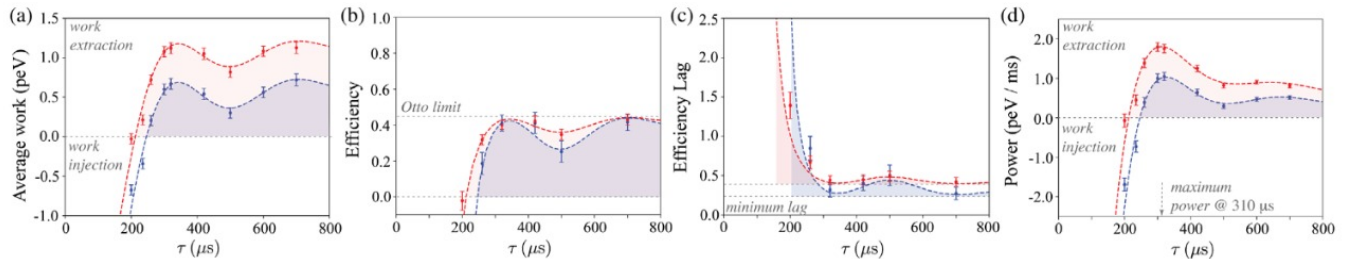 (a)
Average work (peV)
1.5
1.0
0.5
0.0
-0.5
-1.0
work
extraction
work
injection
0
200
400
600
800
τ (μs)
(b)
Efficiency
0.6
0.4
0.2
0.0
Otto limit
0
200
400
600
800
τ (μs)
(c)
Efficiency Lag
2.5
2.0
1.5
1.0
0.5
0.0
minimum lag
0
200
400
600
800
τ (μs)
(d)
Power (peV / ms)
2.0
1.0
0.0
-1.0
-2.0
work
extraction
work
injection
maximum
power @ 310 μs
0
200
400
600
800
τ (μs)